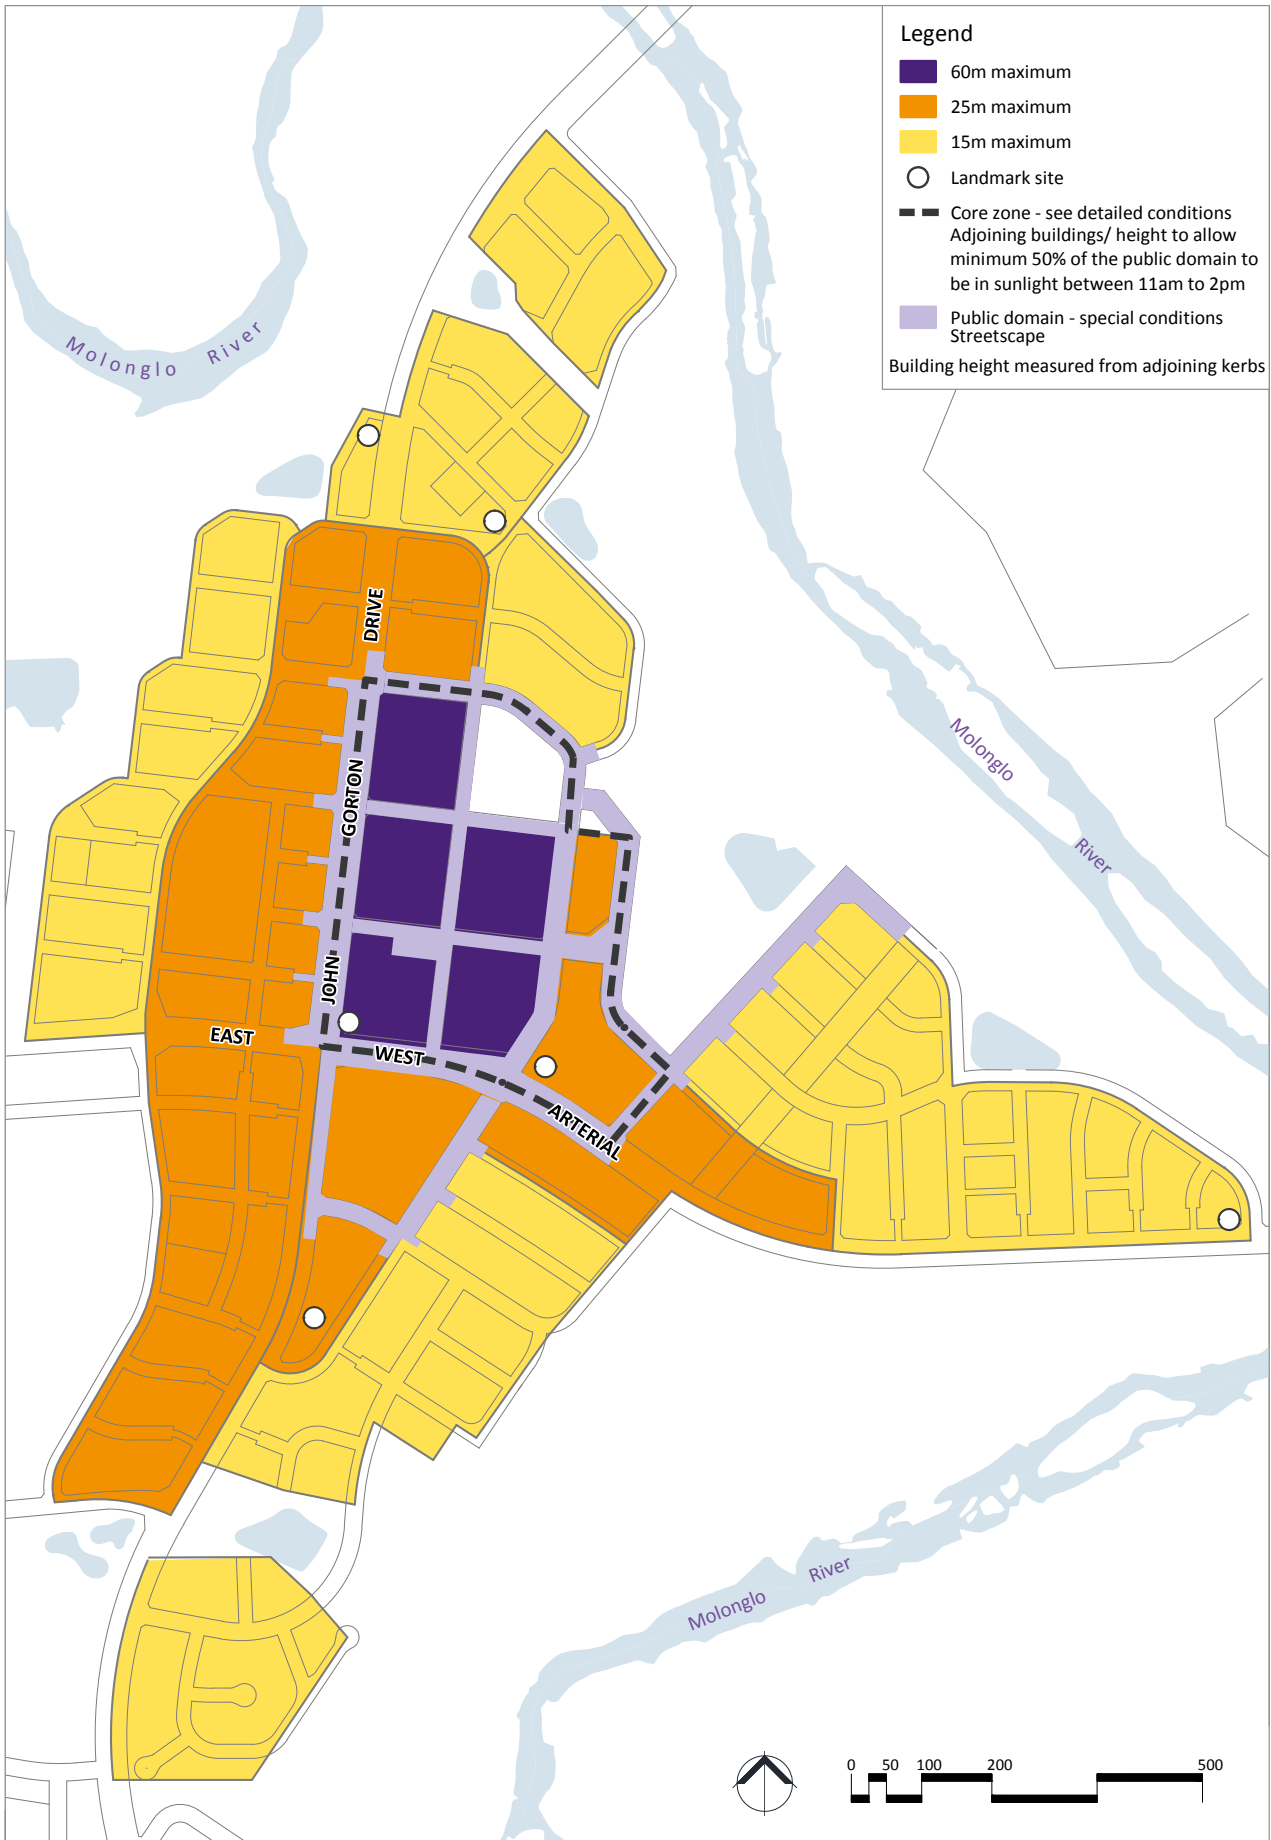 Legend
60m maximum
25m maximum
15m maximum
Landmark site
Core zone - see detailed conditions
Adjoining buildings/ height to allow
minimum 50% of the public domain to
be in sunlight between 11am to 2pm
Public domain - special conditions
Streetscape
Building height measured from adjoining kerbs
Molonglo River
DRIVE
GORTON
JOHN
EAST
WEST
ARTERIAL
Molonglo
River
Molonglo River
0 50 100 200 500